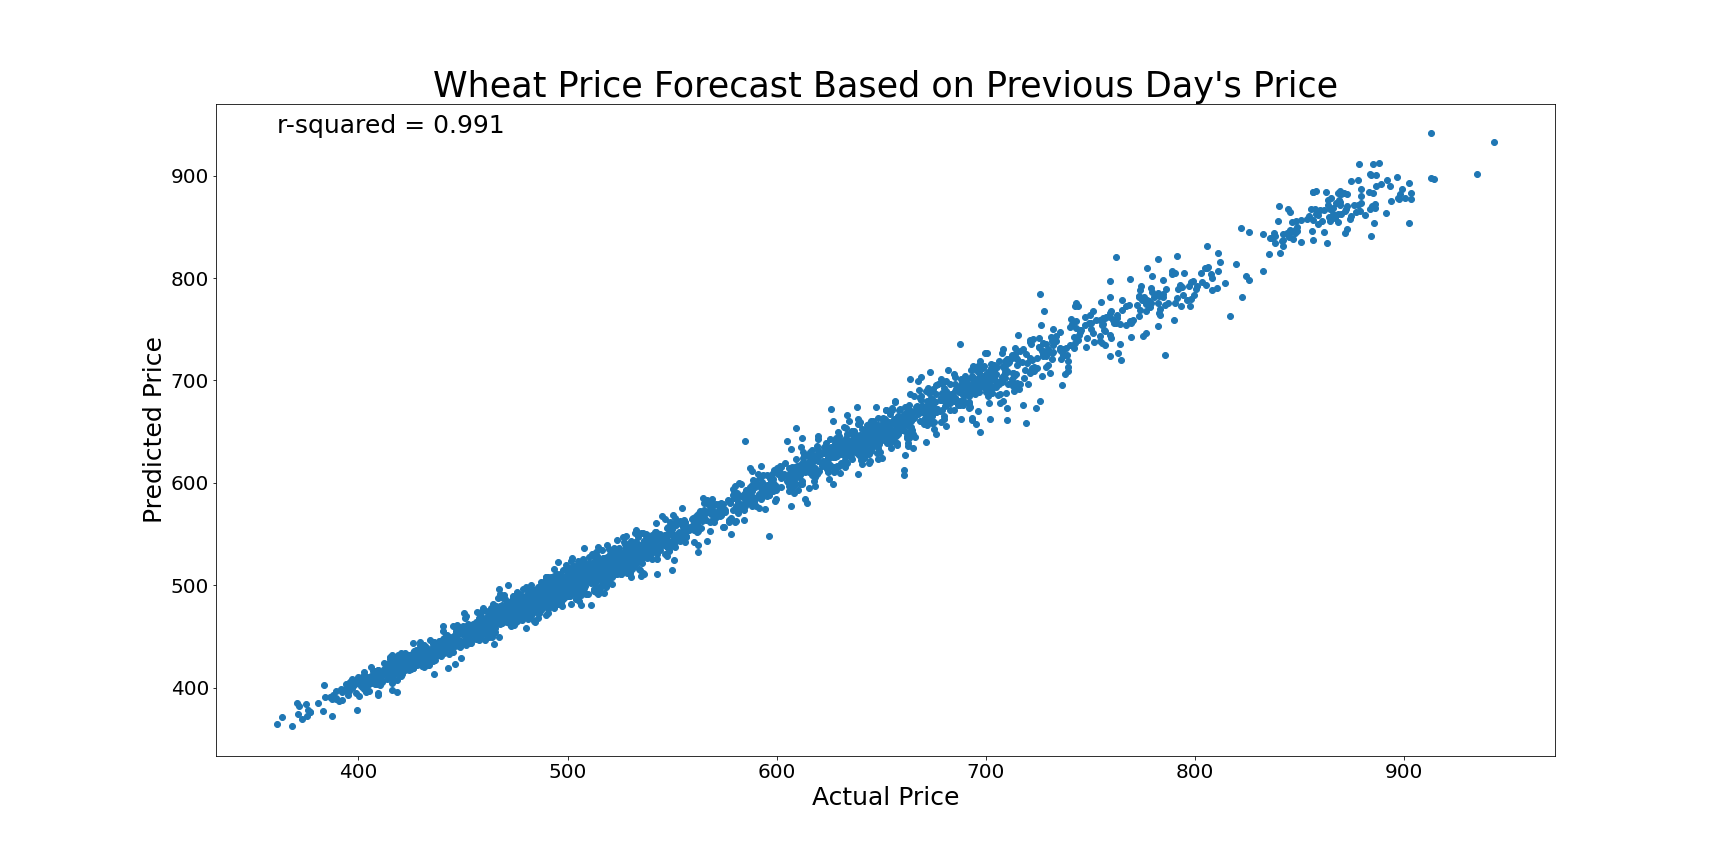 Wheat Price Forecast Based on Previous Day's Price
r-squared = 0.991
900
800
700
600
500
400
Predicted Price
400 500 600 700 800 900
Actual Price